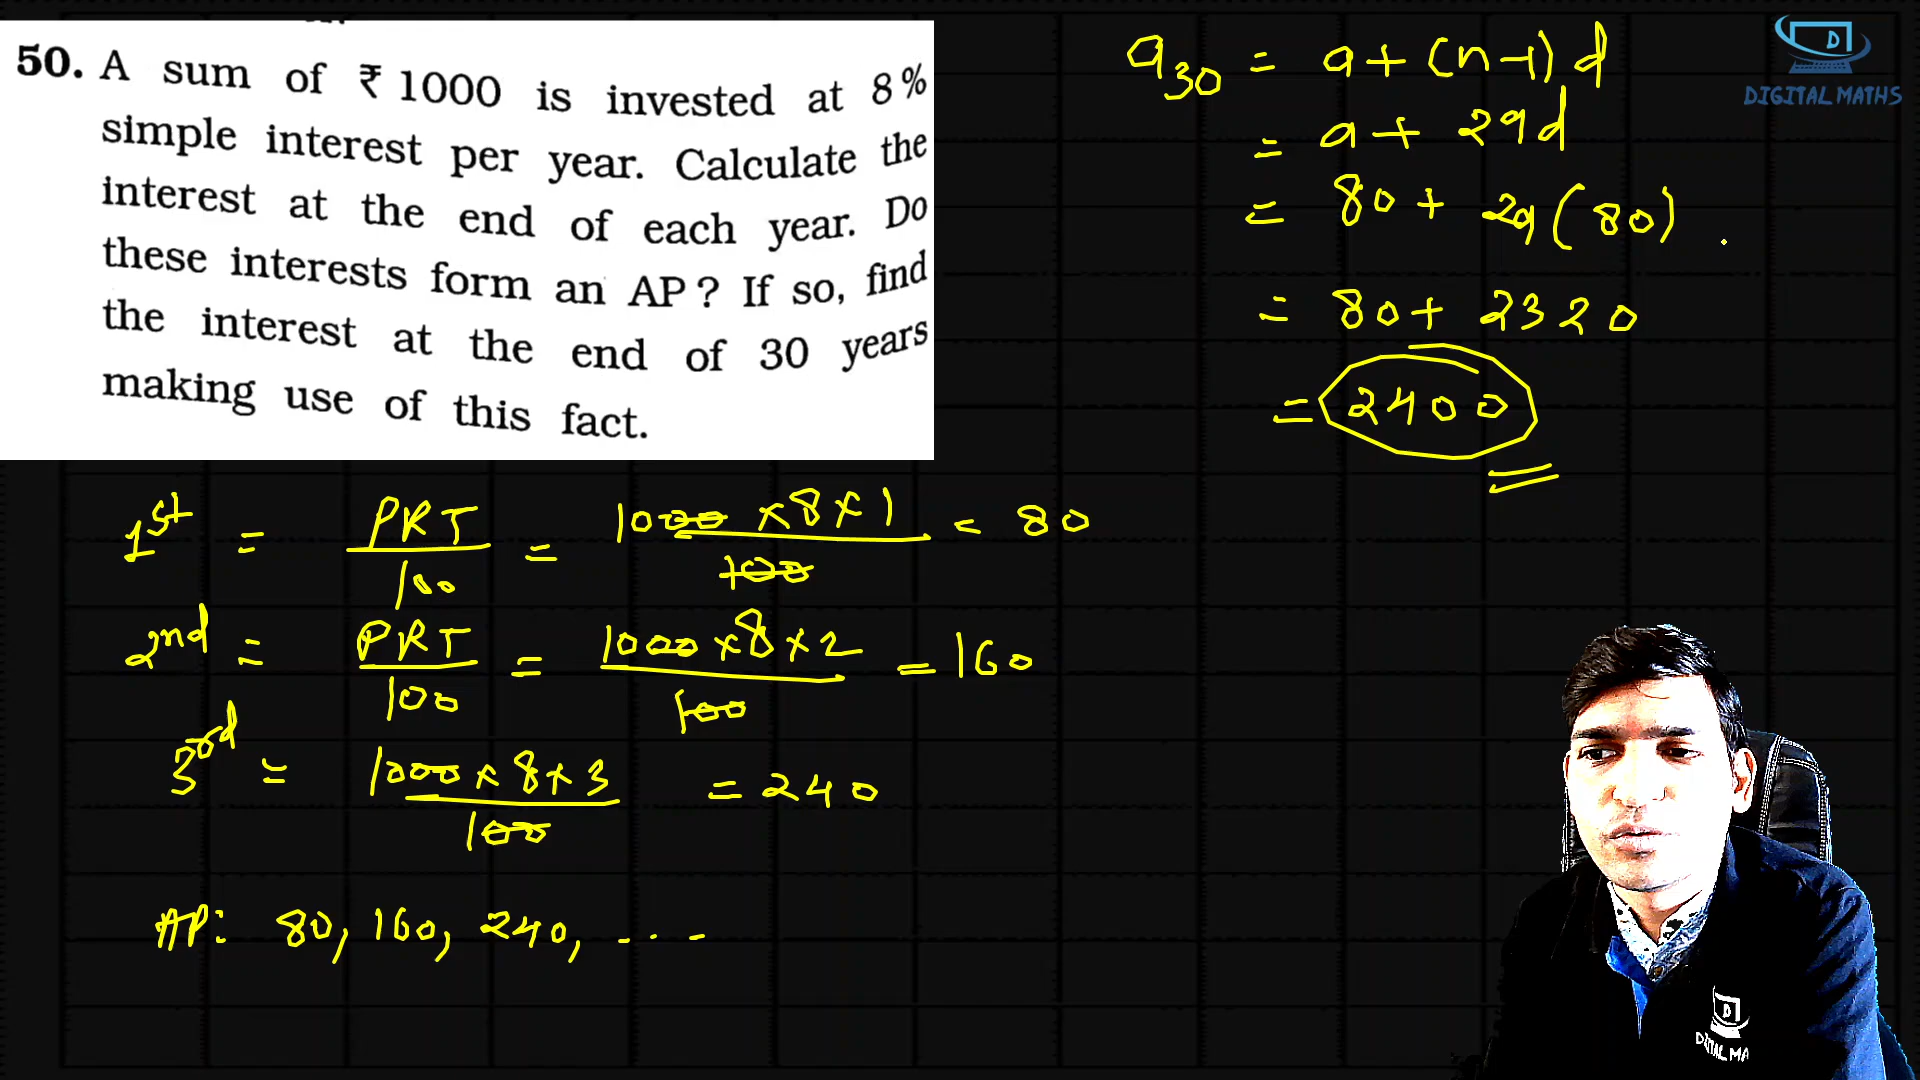 50. A sum of ₹ 1000 is invested at 8%
simple interest per year. Calculate the
interest at the end of each year. Do
these interests form an AP? If so, find
the interest at the end of 30 years
making use of this fact.
a30 = a + (n-1) d
= a + 29d
= 80 + 29 (80)
= 80 + 2320
= 2400
DIGITAL MATHS
1st = PRT/100 = 1000 × 8 × 1/100 = 80
2nd = PRT/100 = 1000 × 8 × 2/100 = 160
3rd = 1000 × 8 × 3/100 = 240
AP: 80, 160, 240, ....
DIGITAL MA